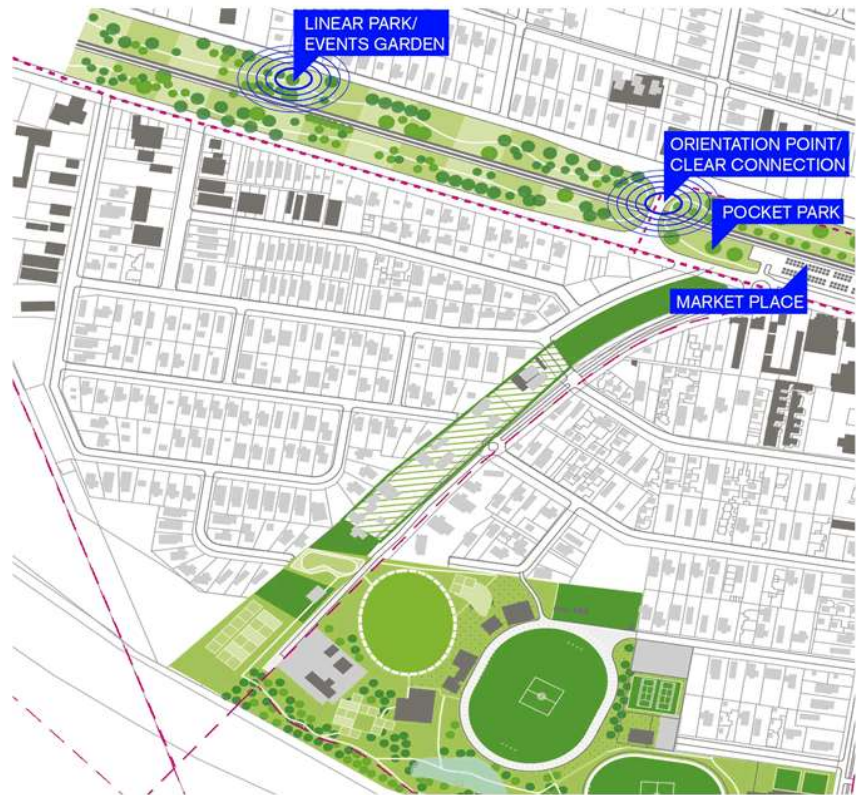 LINEAR PARK/
EVENTS GARDEN
ORIENTATION POINT/
CLEAR CONNECTION
POCKET PARK
MARKET PLACE